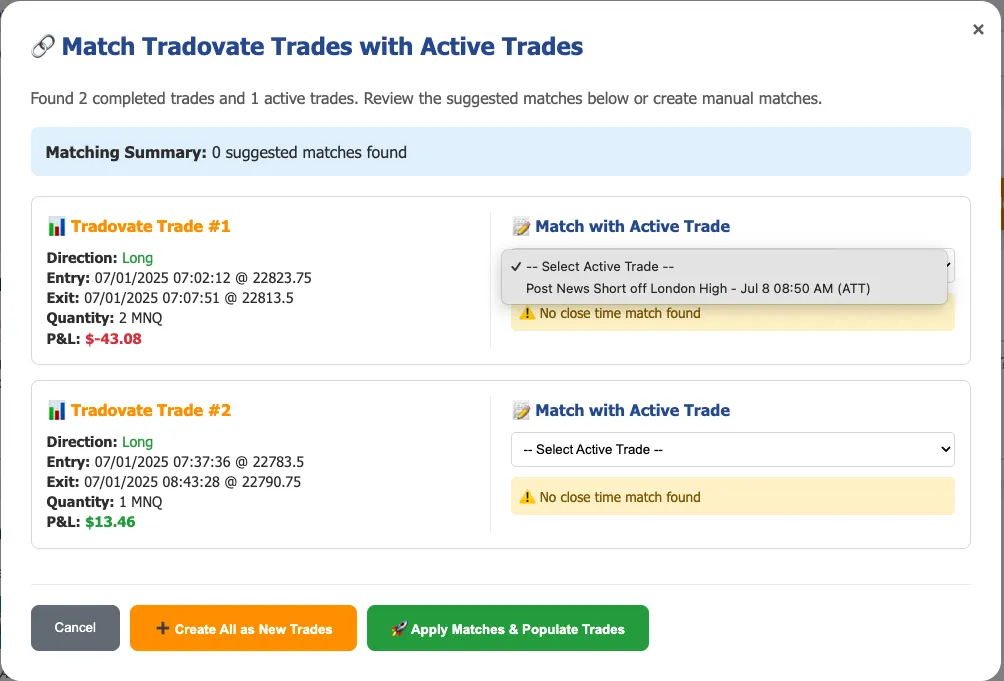 ×
🔗 Match Tradovate Trades with Active Trades
Found 2 completed trades and 1 active trades. Review the suggested matches below or create manual matches.
Matching Summary: 0 suggested matches found
📊 Tradovate Trade #1
Direction: Long
Entry: 07/01/2025 07:02:12 @ 22823.75
Exit: 07/01/2025 07:07:51 @ 22813.5
Quantity: 2 MNQ
P&L: $-43.08
📝 Match with Active Trade
✓ -- Select Active Trade --
Post News Short off London High - Jul 8 08:50 AM (ATT)
⚠️ No close time match found
📊 Tradovate Trade #2
Direction: Long
Entry: 07/01/2025 07:37:36 @ 22783.5
Exit: 07/01/2025 08:43:28 @ 22790.75
Quantity: 1 MNQ
P&L: $13.46
📝 Match with Active Trade
-- Select Active Trade --
⚠️ No close time match found
Cancel
➕ Create All as New Trades
🚀 Apply Matches & Populate Trades